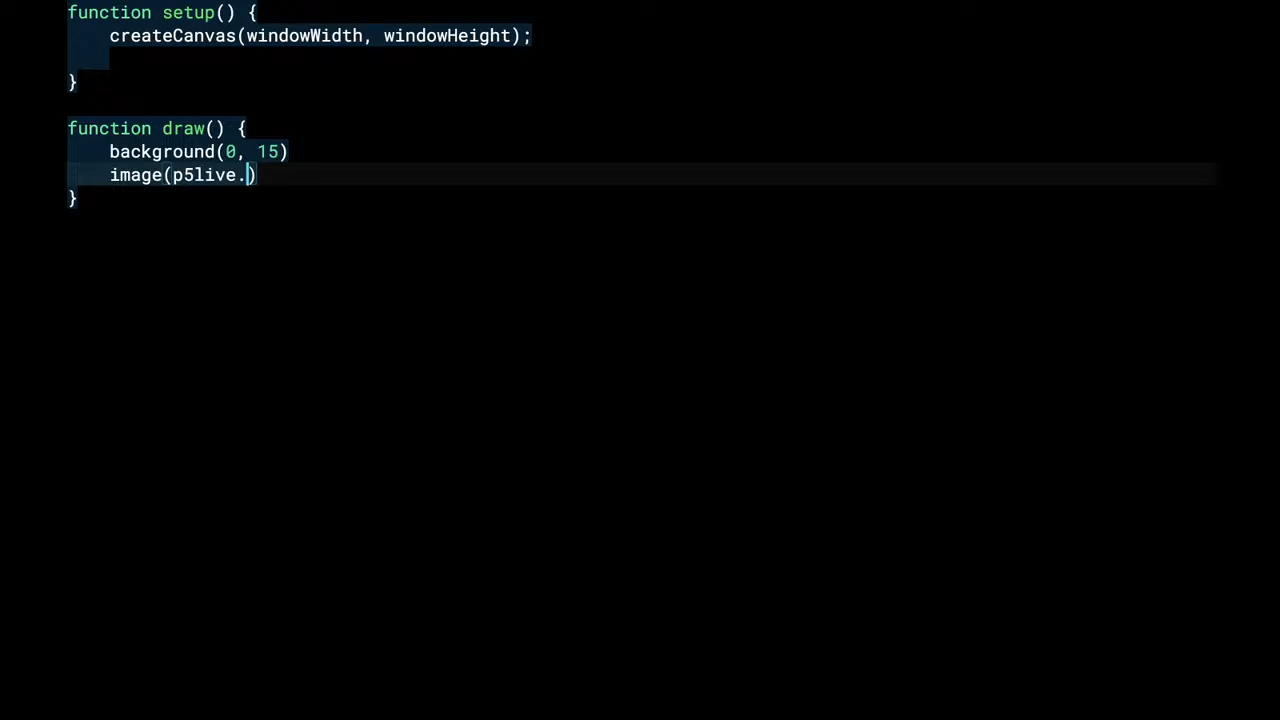 function setup() {
    createCanvas(windowWidth, windowHeight);
}
function draw() {
    background(0, 15)
    image(p5live.)
}